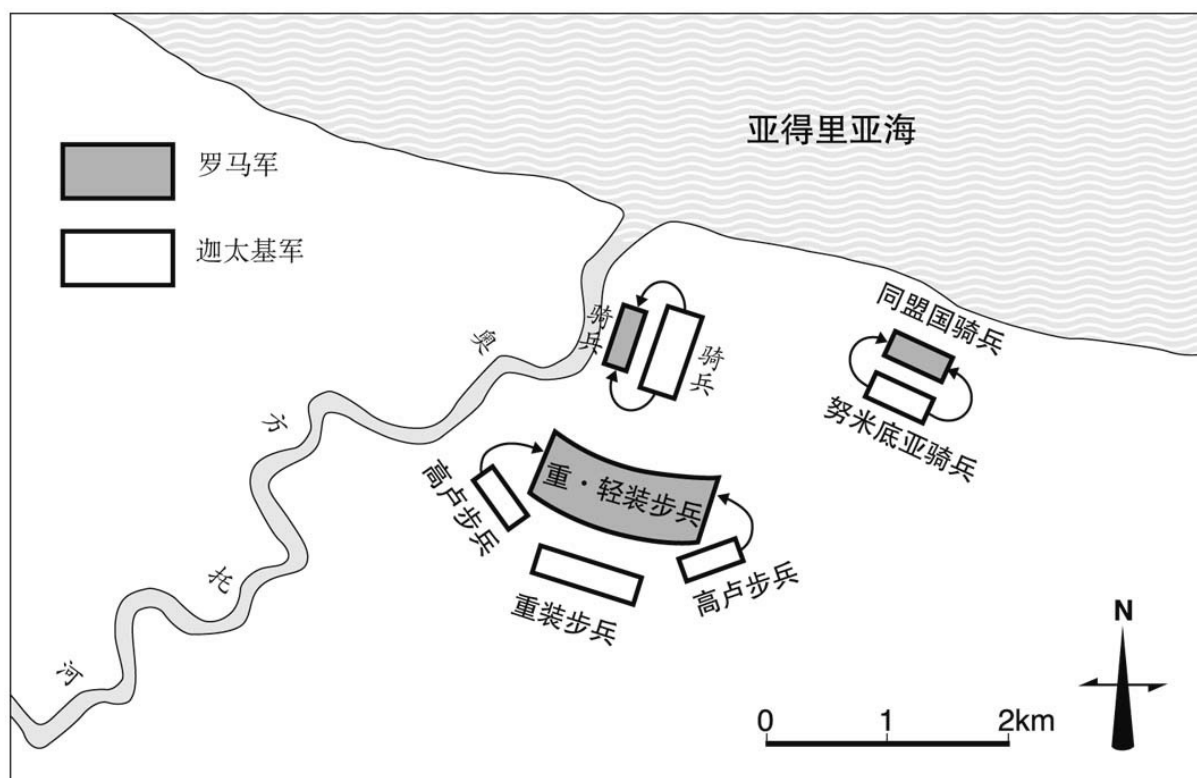 亚得里亚海
罗马军
迦太基军
同盟国骑兵
骑兵
骑兵
努米底亚骑兵
奥方托河
高卢步兵
重·轻装步兵
重装步兵
高卢步兵
N
0 1 2km